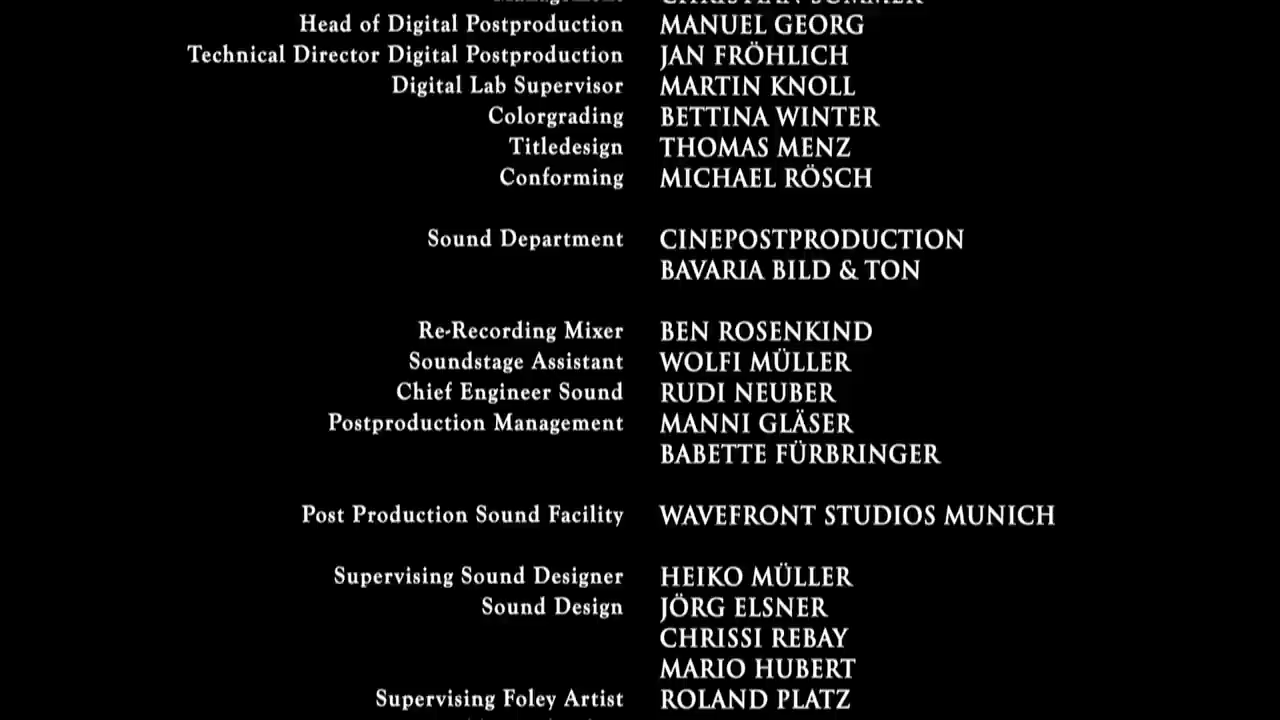 Management CHRISTIAN SOMMER
Head of Digital Postproduction MANUEL GEORG
Technical Director Digital Postproduction JAN FRÖHLICH
Digital Lab Supervisor MARTIN KNOLL
Colorgrading BETTINA WINTER
Titledesign THOMAS MENZ
Conforming MICHAEL RÖSCH
Sound Department CINEPOSTPRODUCTION
BAVARIA BILD & TON
Re-Recording Mixer BEN ROSENKIND
Soundstage Assistant WOLFI MÜLLER
Chief Engineer Sound RUDI NEUBER
Postproduction Management MANNI GLÄSER
BABETTE FÜRBRINGER
Post Production Sound Facility WAVEFRONT STUDIOS MUNICH
Supervising Sound Designer HEIKO MÜLLER
Sound Design JÖRG ELSNER
CHRISSI REBAY
MARIO HUBERT
Supervising Foley Artist ROLAND PLATZ